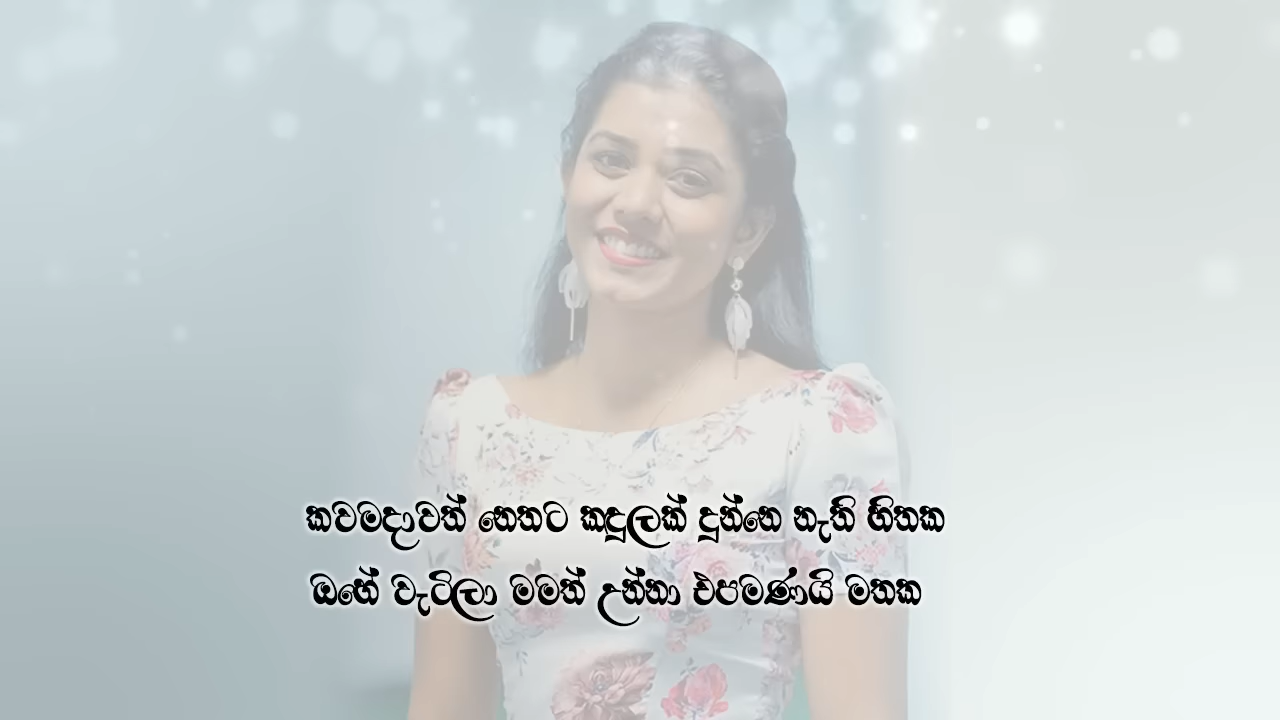 කවමදාවත් නෙතට කඳුලක් දුන්නෙ නැති හිතක
ඔහේ වැටිලා මමත් උන්නා එපමණයි මතක